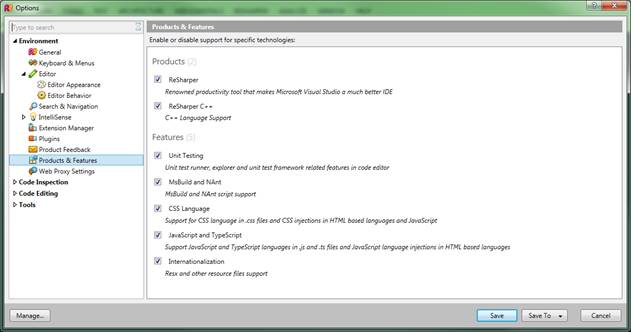 Options
Type to search
Environment
General
Keyboard & Menus
Editor
Editor Appearance
Editor Behavior
Search & Navigation
IntelliSense
Extension Manager
Plugins
Product Feedback
Products & Features
Web Proxy Settings
Code Inspection
Code Editing
Tools
Products & Features
Enable or disable support for specific technologies:
Products (2)
ReSharper
Renowned productivity tool that makes Microsoft Visual Studio a much better IDE
ReSharper C++
C++ Language Support
Features (5)
Unit Testing
Unit test runner, explorer and unit test framework related features in code editor
MsBuild and NAnt
MsBuild and NAnt script support
CSS Language
Support for CSS language in .css files and CSS injections in HTML based languages and JavaScript
JavaScript and TypeScript
Support JavaScript and TypeScript languages in .js and .ts files and JavaScript language injections in HTML based languages
Internationalization
Resx and other resource files support
Manage...
Save
Save To
Cancel